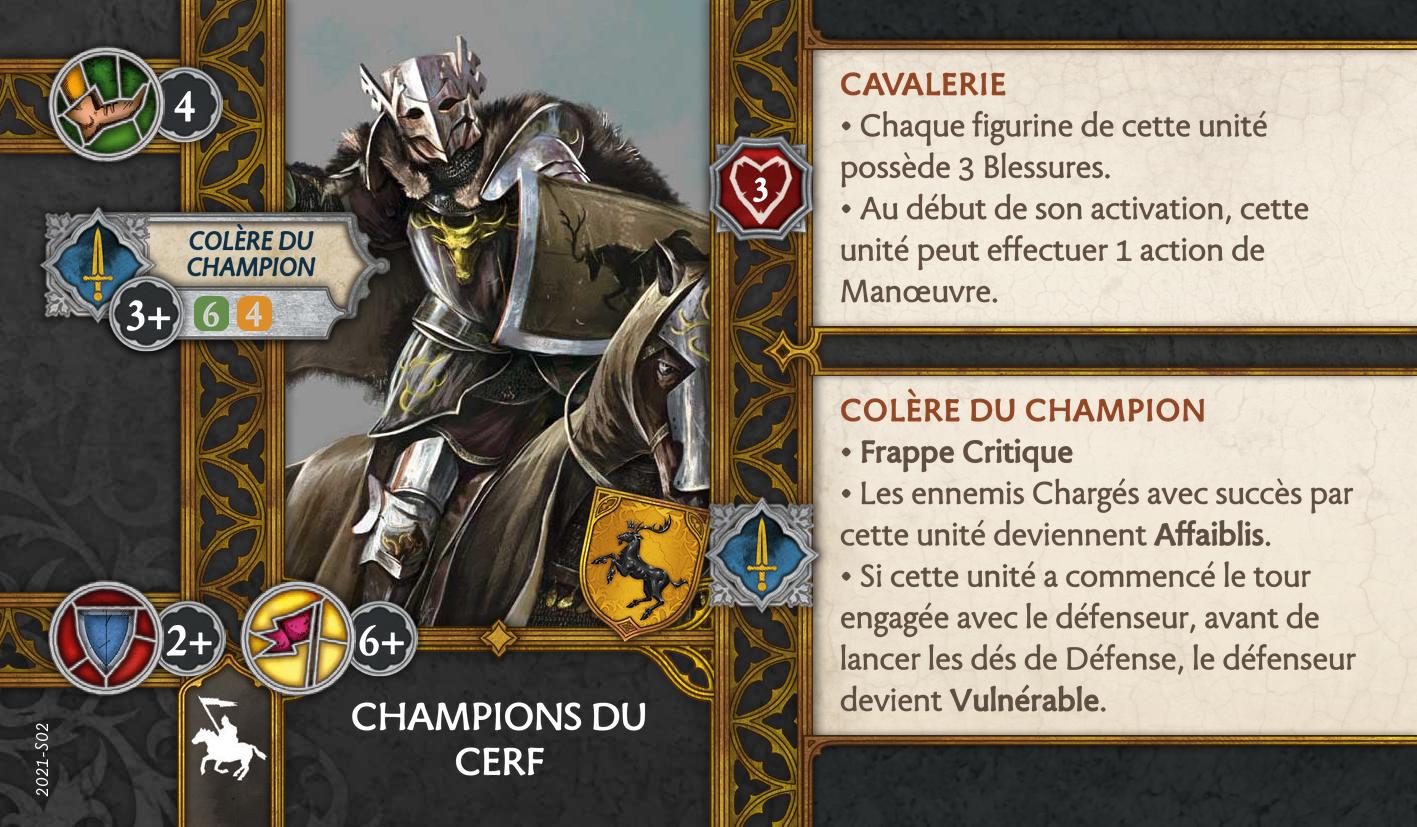 4
COLÈRE DU
CHAMPION
3+ 6 4
2+ 6+
CHAMPIONS DU
CERF
2021-S02
3
CAVALERIE
• Chaque figurine de cette unité
possède 3 Blessures.
• Au début de son activation, cette
unité peut effectuer 1 action de
Manœuvre.
COLÈRE DU CHAMPION
• Frappe Critique
• Les ennemis Chargés avec succès par
cette unité deviennent Affaiblis.
• Si cette unité a commencé le tour
engagée avec le défenseur, avant de
lancer les dés de Défense, le défenseur
devient Vulnérable.